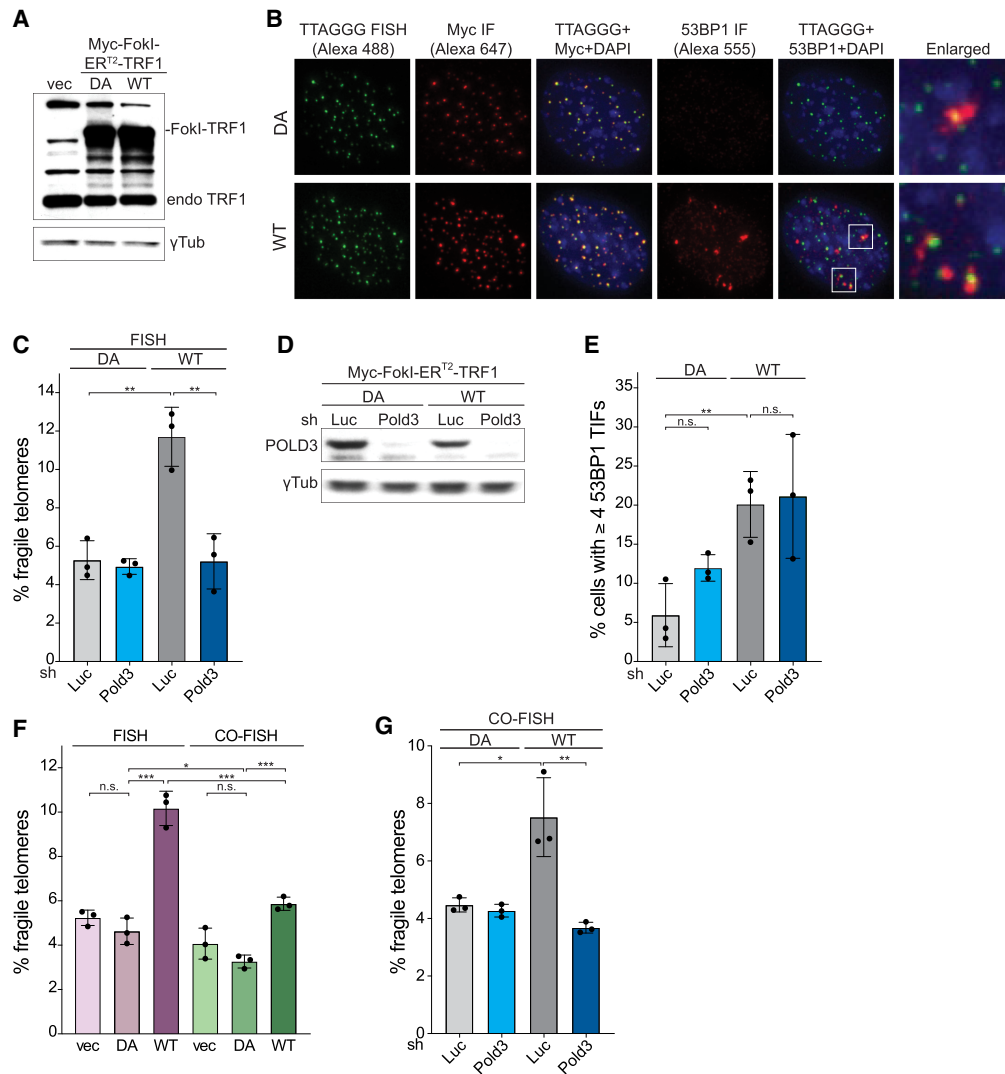 A
Myc-FokI-
ER^T2-TRF1
vec DA WT
-FokI-TRF1
endo TRF1
γTub
B
TTAGGG FISH (Alexa 488)
Myc IF (Alexa 647)
TTAGGG+ Myc+DAPI
53BP1 IF (Alexa 555)
TTAGGG+ 53BP1+DAPI
Enlarged
DA
WT
C
FISH
DA WT
** **
% fragile telomeres
14
12
10
8
6
4
2
0
sh Luc Pold3 Luc Pold3
D
Myc-FokI-ER^T2-TRF1
DA WT
sh Luc Pold3 Luc Pold3
POLD3
γTub
E
DA WT
** n.s.
n.s.
% cells with ≥ 4 53BP1 TIFs
35
30
25
20
15
10
5
0
sh Luc Pold3 Luc Pold3
F
FISH CO-FISH
* ***
n.s. *** *** n.s.
% fragile telomeres
12
10
8
6
4
2
0
vec DA WT vec DA WT
G
CO-FISH
DA WT
* **
% fragile telomeres
10
8
6
4
2
0
sh Luc Pold3 Luc Pold3